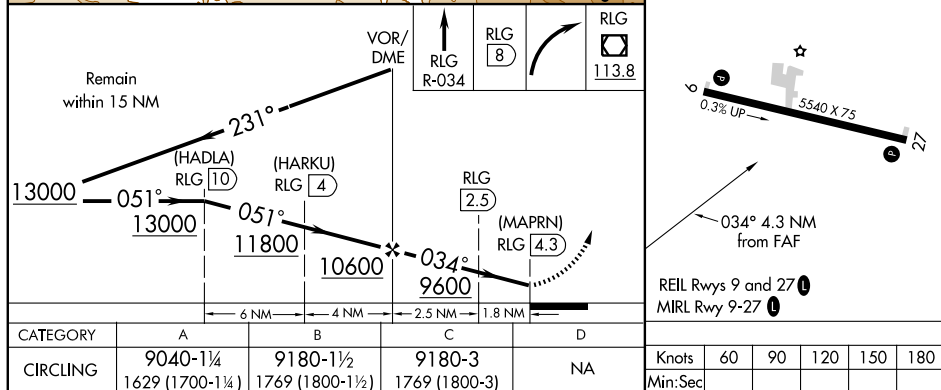 Remain
within 15 NM
VOR/
DME
RLG
R-034
RLG
8
RLG
113.8
231°
(HADLA)
RLG 10
(HARKU)
RLG 4
RLG
2.5
(MAPRN)
RLG 4.3
13000
051°
13000
051°
11800
10600
034°
9600
6 NM
4 NM
2.5 NM
1.8 NM
CATEGORY A B C D
CIRCLING 9040-1¼ 9180-1½ 9180-3 NA
1629 (1700-1¼) 1769 (1800-1½) 1769 (1800-3)
P
9
0.3% UP
5540 X 75
27
P
034° 4.3 NM
from FAF
REIL Rwys 9 and 27 L
MIRL Rwy 9-27 L
Knots 60 90 120 150 180
Min:Sec